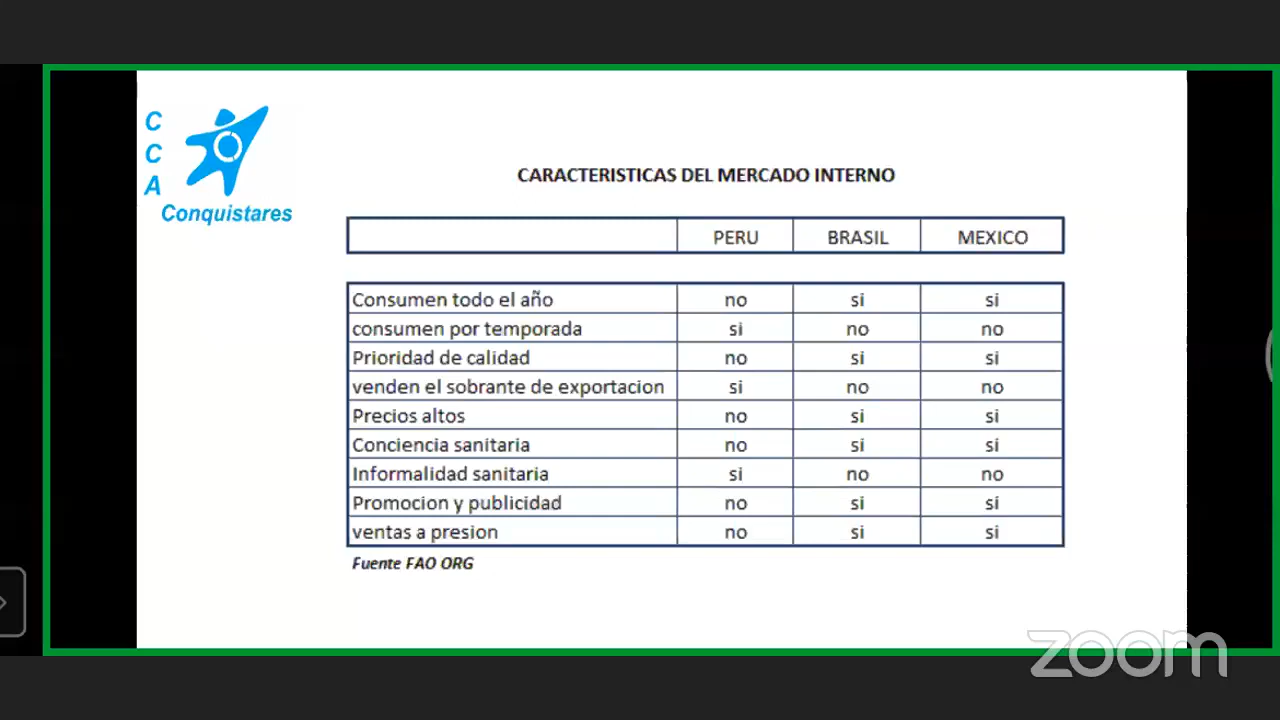 C
C
A
Conquistares
CARACTERISTICAS DEL MERCADO INTERNO
PERU BRASIL MEXICO
Consumen todo el año no si si
consumen por temporada si no no
Prioridad de calidad no si si
venden el sobrante de exportacion si no no
Precios altos no si si
Conciencia sanitaria no si si
Informalidad sanitaria si no no
Promocion y publicidad no si si
ventas a presion no si si
Fuente FAO ORG
zoom